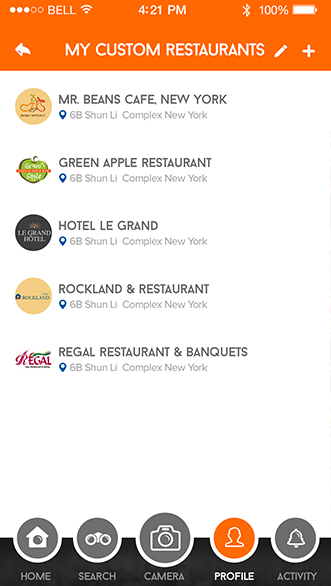 BELL 4:21 PM 100%
MY CUSTOM RESTAURANTS
MR. BEANS CAFE, NEW YORK
6B Shun Li Complex New York
GREEN APPLE RESTAURANT
6B Shun Li Complex New York
LE GRAND
HÔTEL
HOTEL LE GRAND
6B Shun Li Complex New York
ROCKLAND
ROCKLAND & RESTAURANT
6B Shun Li Complex New York
REGAL
REGAL RESTAURANT & BANQUETS
6B Shun Li Complex New York
HOME SEARCH CAMERA PROFILE ACTIVITY